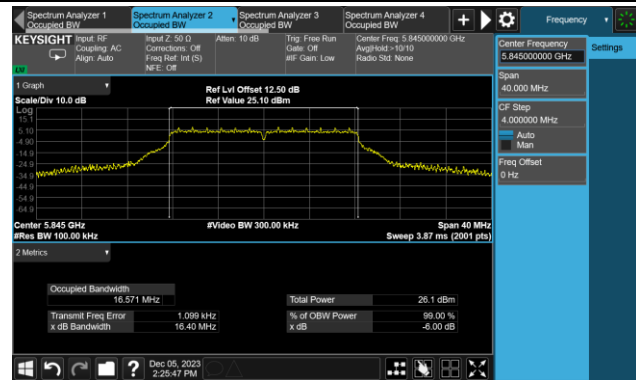 Spectrum Analyzer 1
Occupied BW
Spectrum Analyzer 2
Occupied BW
Spectrum Analyzer 3
Occupied BW
Spectrum Analyzer 4
Occupied BW
Frequency
KEYSIGHT
Input: RF
Coupling: AC
Align: Auto
Input Z: 50 Ω
Corrections: Off
Freq Ref: Int (S)
NFE: Off
Atten: 10 dB
Trig: Free Run
Gate: Off
#IF Gain: Low
Center Freq: 5.845000000 GHz
Avg|Hold:>10/10
Radio Std: None
Center Frequency
5.845000000 GHz
Settings
Span
40.000 MHz
CF Step
4.000000 MHz
Auto
Man
Freq Offset
0 Hz
1 Graph
Scale/Div 10.0 dB
Ref Lvl Offset 12.50 dB
Ref Value 25.10 dBm
Log
15.1
5.10
-4.90
-14.9
-24.9
-34.9
-44.9
-54.9
-64.9
Center 5.845 GHz
#Res BW 100.00 kHz
#Video BW 300.00 kHz
Span 40 MHz
Sweep 3.87 ms (2001 pts)
2 Metrics
Occupied Bandwidth
16.571 MHz
Total Power 26.1 dBm
Transmit Freq Error 1.099 kHz
% of OBW Power 99.00 %
x dB Bandwidth 16.40 MHz
x dB -6.00 dB
Dec 05, 2023
2:25:47 PM